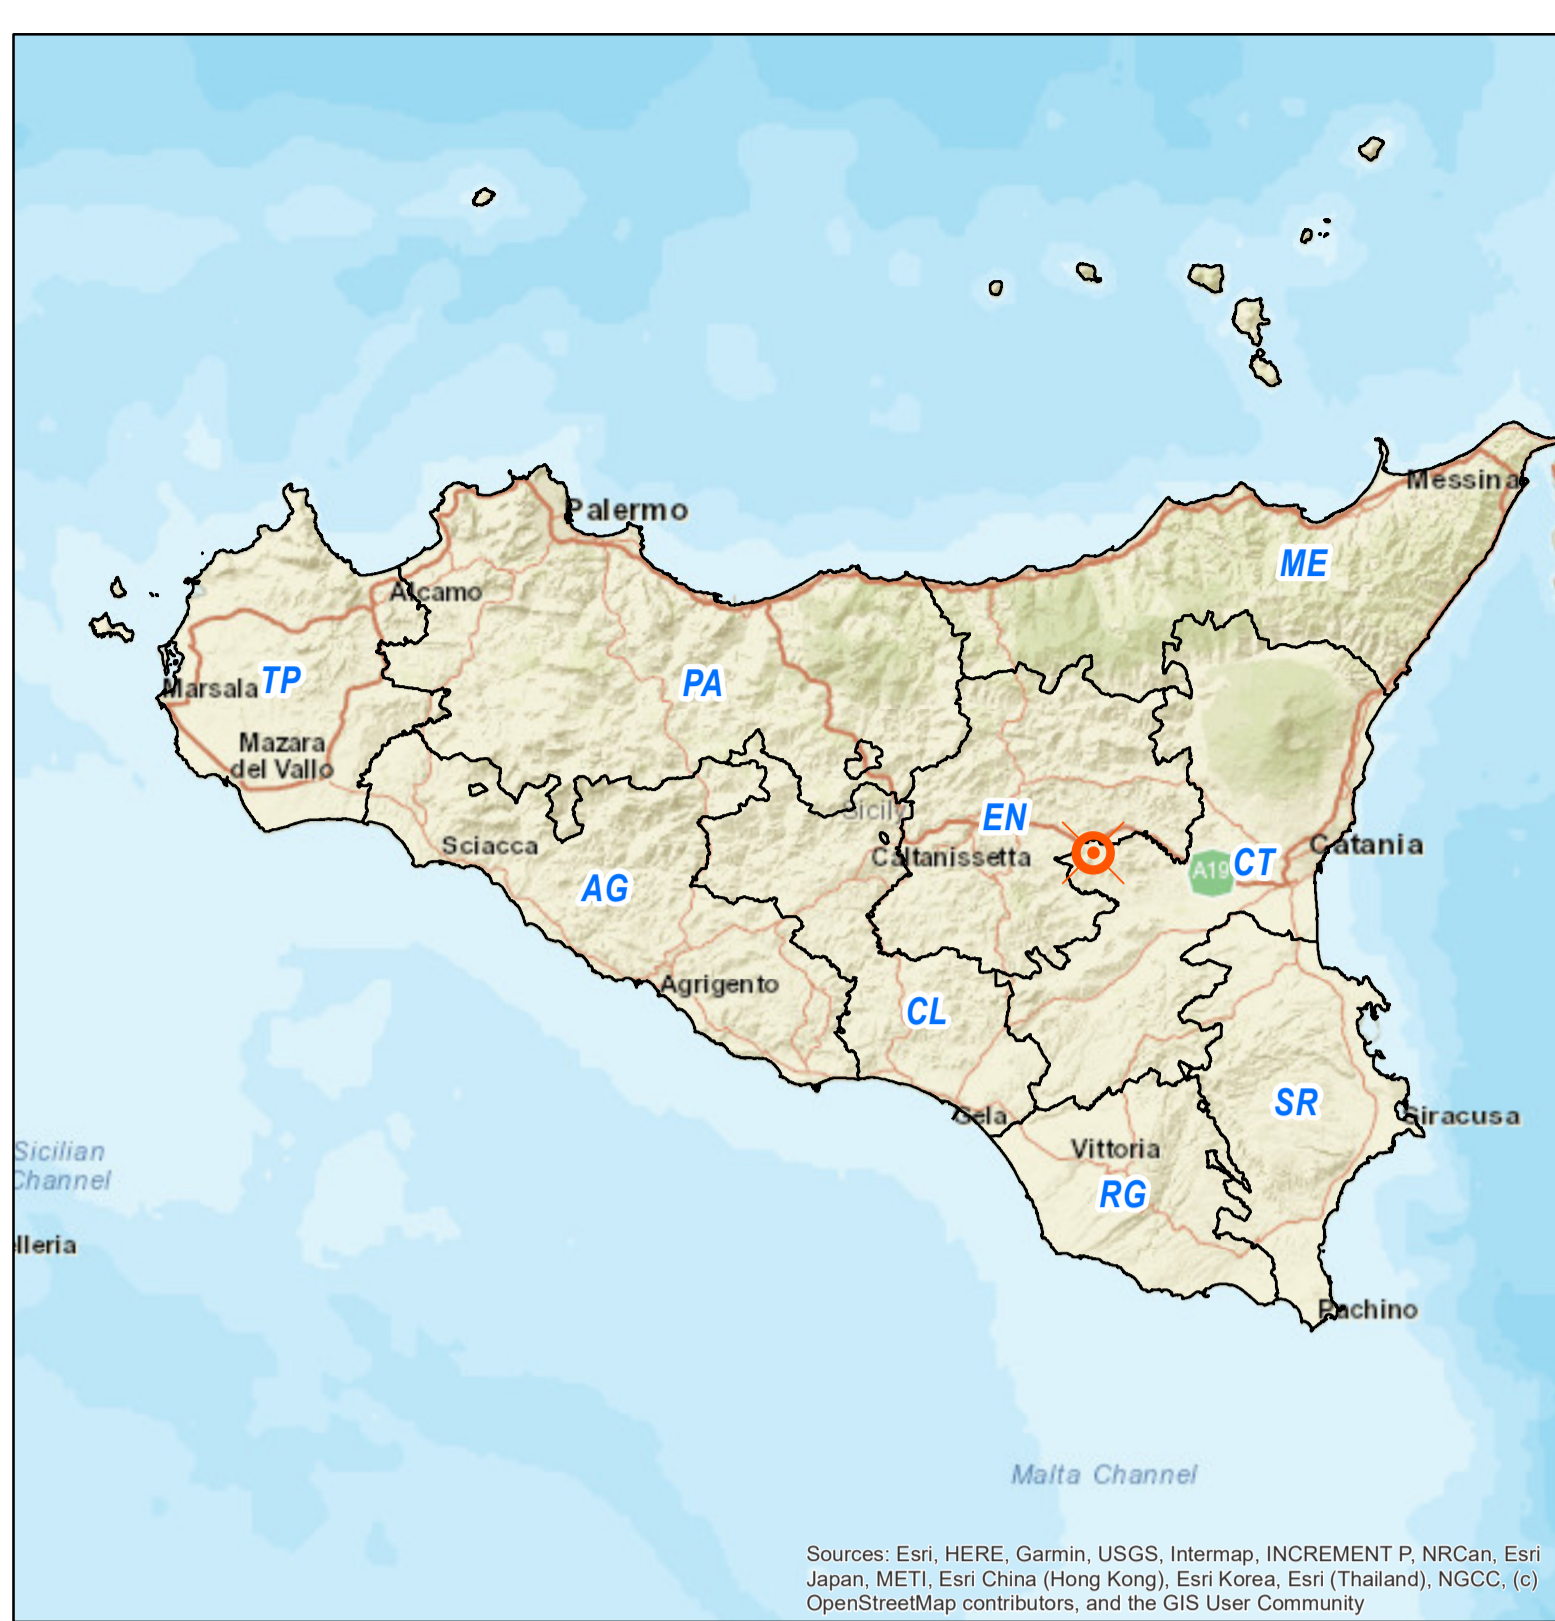 Palermo
Messina
ME
Alcamo
TP
PA
Marsala
Mazara
del Vallo
Sicily
EN
Sciacca
Caltanissetta
Catania
A19
CT
AG
Agrigento
CL
SR
Gela
Siracusa
Sicilian
Channel
Vittoria
RG
lleria
Pachino
Malta Channel
Sources: Esri, HERE, Garmin, USGS, Intermap, INCREMENT P, NRCan, Esri
Japan, METI, Esri China (Hong Kong), Esri Korea, Esri (Thailand), NGCC, (c)
OpenStreetMap contributors, and the GIS User Community